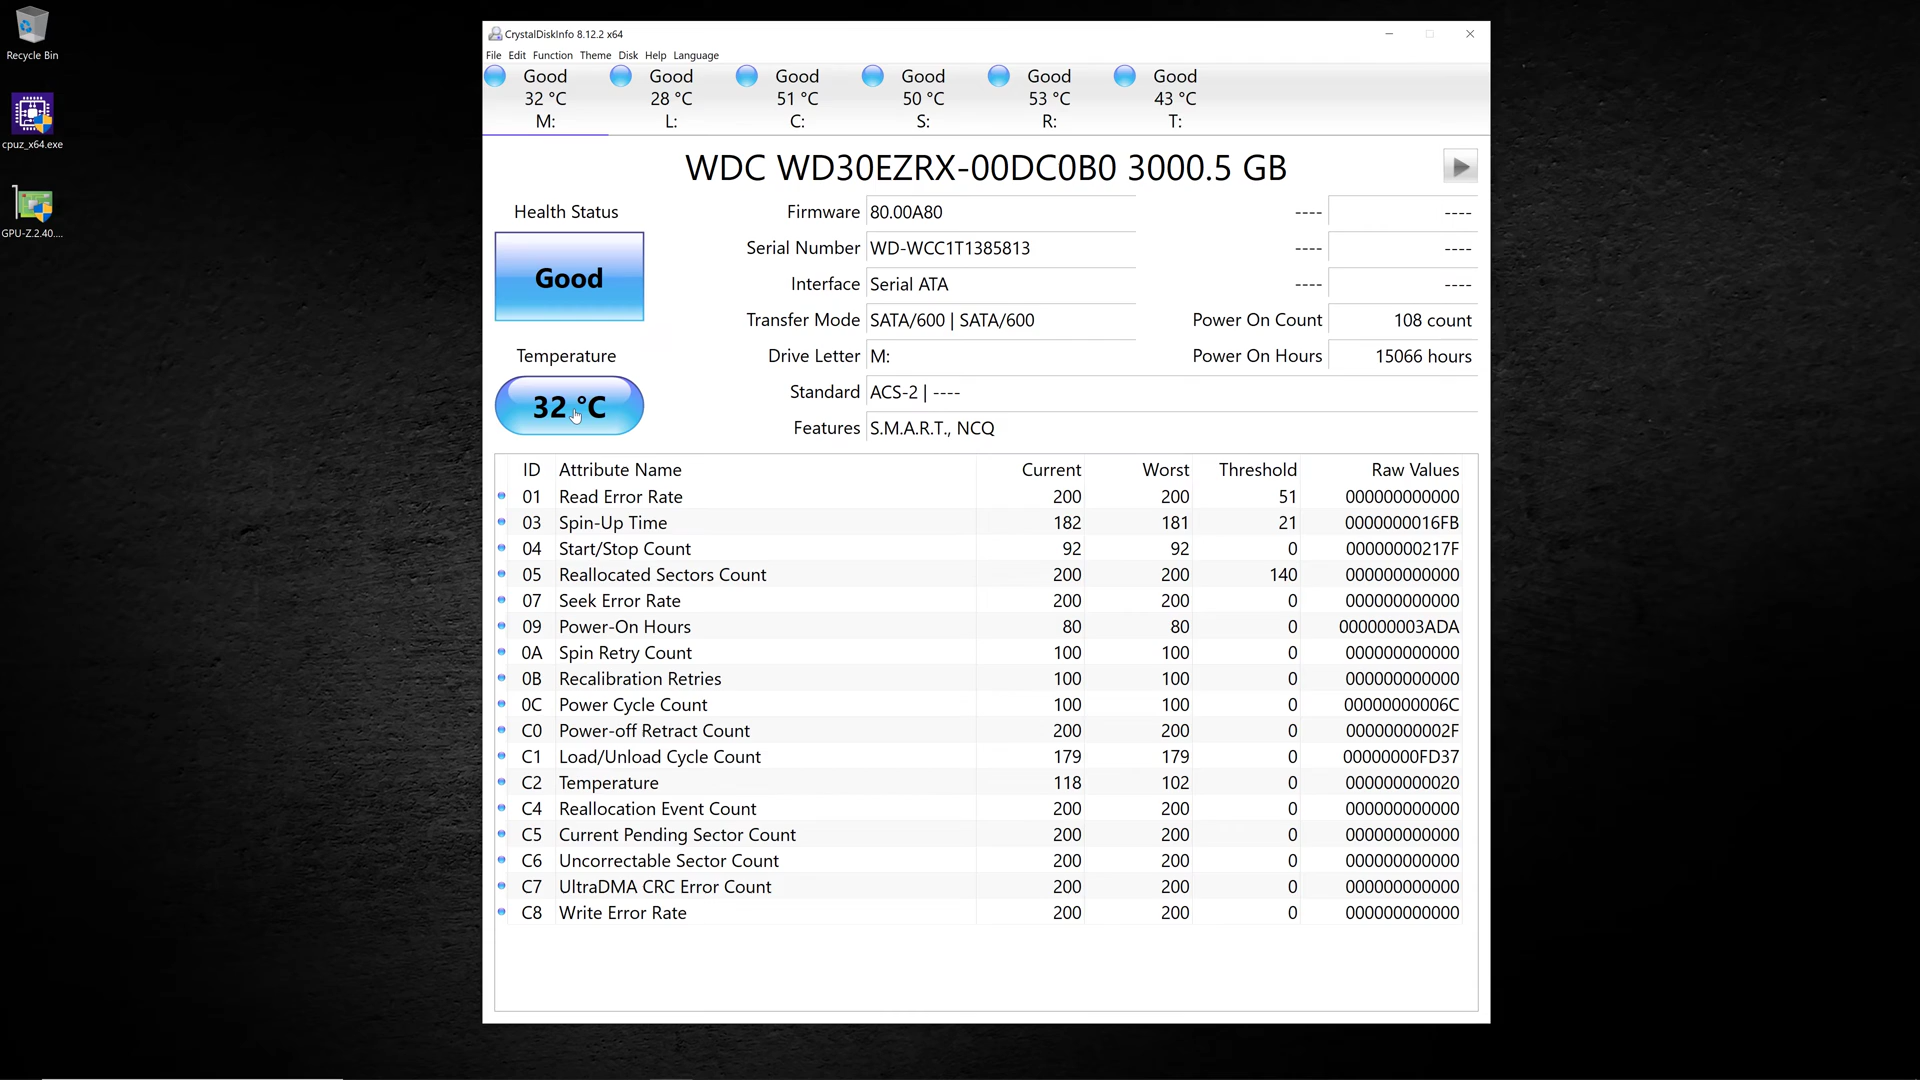 Recycle Bin
cpuz_x64.exe
GPU-Z.2.40....
CrystalDiskInfo 8.12.2 x64
File Edit Function Theme Disk Help Language
Good Good Good Good Good Good
32 °C 28 °C 51 °C 50 °C 53 °C 43 °C
M: L: C: S: R: T:
WDC WD30EZRX-00DC0B0 3000.5 GB
Health Status
Good
Temperature
32 °C
Firmware 80.00A80 ---- ----
Serial Number WD-WCC1T1385813 ---- ----
Interface Serial ATA ---- ----
Transfer Mode SATA/600 | SATA/600 Power On Count 108 count
Drive Letter M: Power On Hours 15066 hours
Standard ACS-2 | ----
Features S.M.A.R.T., NCQ
ID Attribute Name Current Worst Threshold Raw Values
01 Read Error Rate 200 200 51 000000000000
03 Spin-Up Time 182 181 21 0000000016FB
04 Start/Stop Count 92 92 0 00000000217F
05 Reallocated Sectors Count 200 200 140 000000000000
07 Seek Error Rate 200 200 0 000000000000
09 Power-On Hours 80 80 0 000000003ADA
0A Spin Retry Count 100 100 0 000000000000
0B Recalibration Retries 100 100 0 000000000000
0C Power Cycle Count 100 100 0 00000000006C
C0 Power-off Retract Count 200 200 0 00000000002F
C1 Load/Unload Cycle Count 179 179 0 00000000FD37
C2 Temperature 118 102 0 000000000020
C4 Reallocation Event Count 200 200 0 000000000000
C5 Current Pending Sector Count 200 200 0 000000000000
C6 Uncorrectable Sector Count 200 200 0 000000000000
C7 UltraDMA CRC Error Count 200 200 0 000000000000
C8 Write Error Rate 200 200 0 000000000000